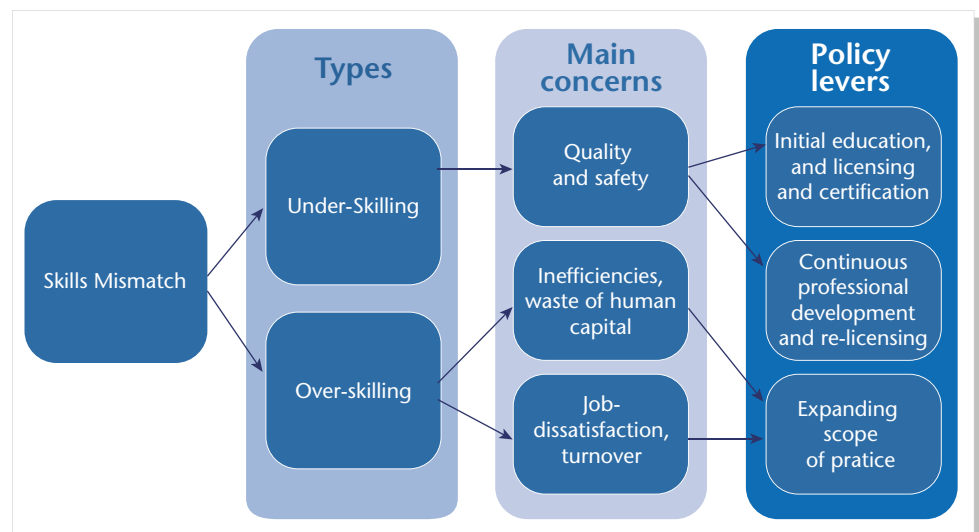 Types
Main
concerns
Policy
levers
Skills Mismatch
Under-Skilling
Over-skilling
Quality
and safety
Inefficiencies,
waste of human
capital
Job-
dissatisfaction,
turnover
Initial education,
and licensing
and certification
Continuous
professional
development
and re-licensing
Expanding
scope
of pratice